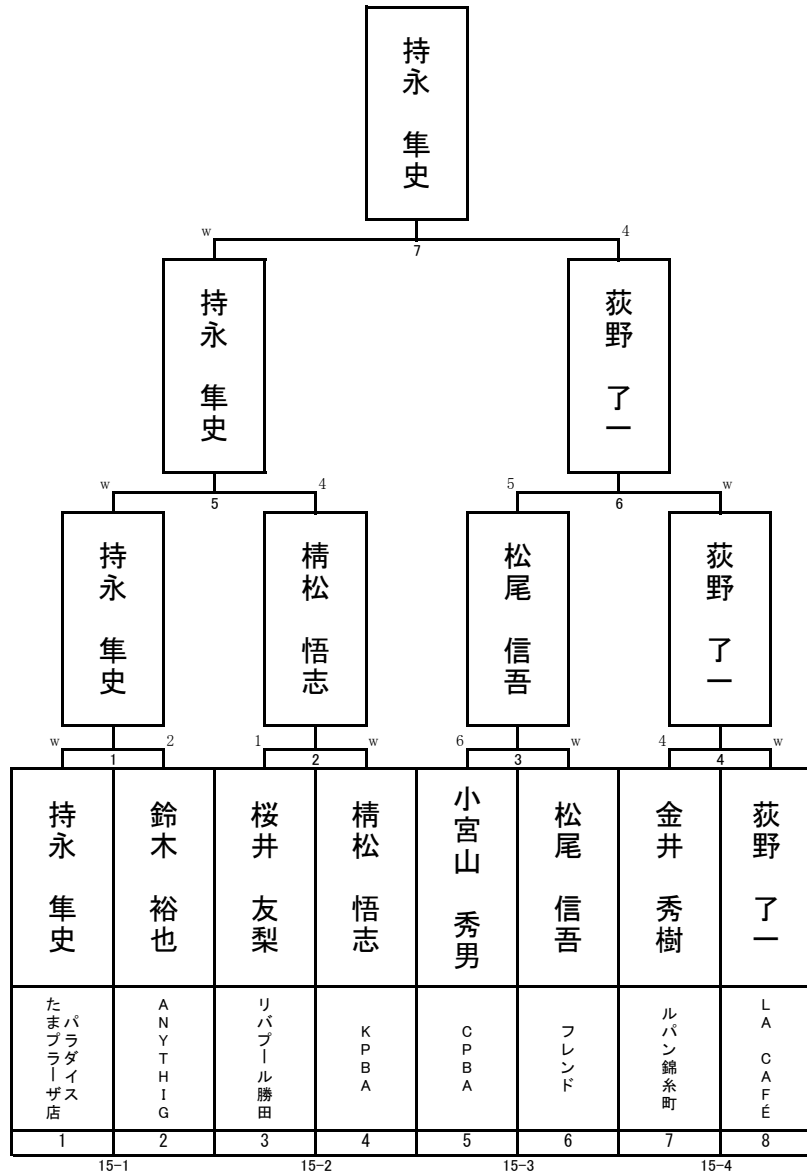 持永 隼史
w 4
7
持永 隼史
荻野 了一
w 4 5 w
5 6
持永 隼史
楠松 悟志
松尾 信吾
荻野 了一
w 2 1 w 6 w 4 w
1 2 3 4
持永 隼史
鈴木 裕也
桜井 友梨
楠松 悟志
小宮山 秀男
松尾 信吾
金井 秀樹
荻野 了一
パラダイス
たまプラーザ店
ANYTHIG
リバプール勝田
KPBA
CPBA
フレンド
ルパン錦糸町
LA CAFÉ
1 2 3 4 5 6 7 8
15-1 15-2 15-3 15-4